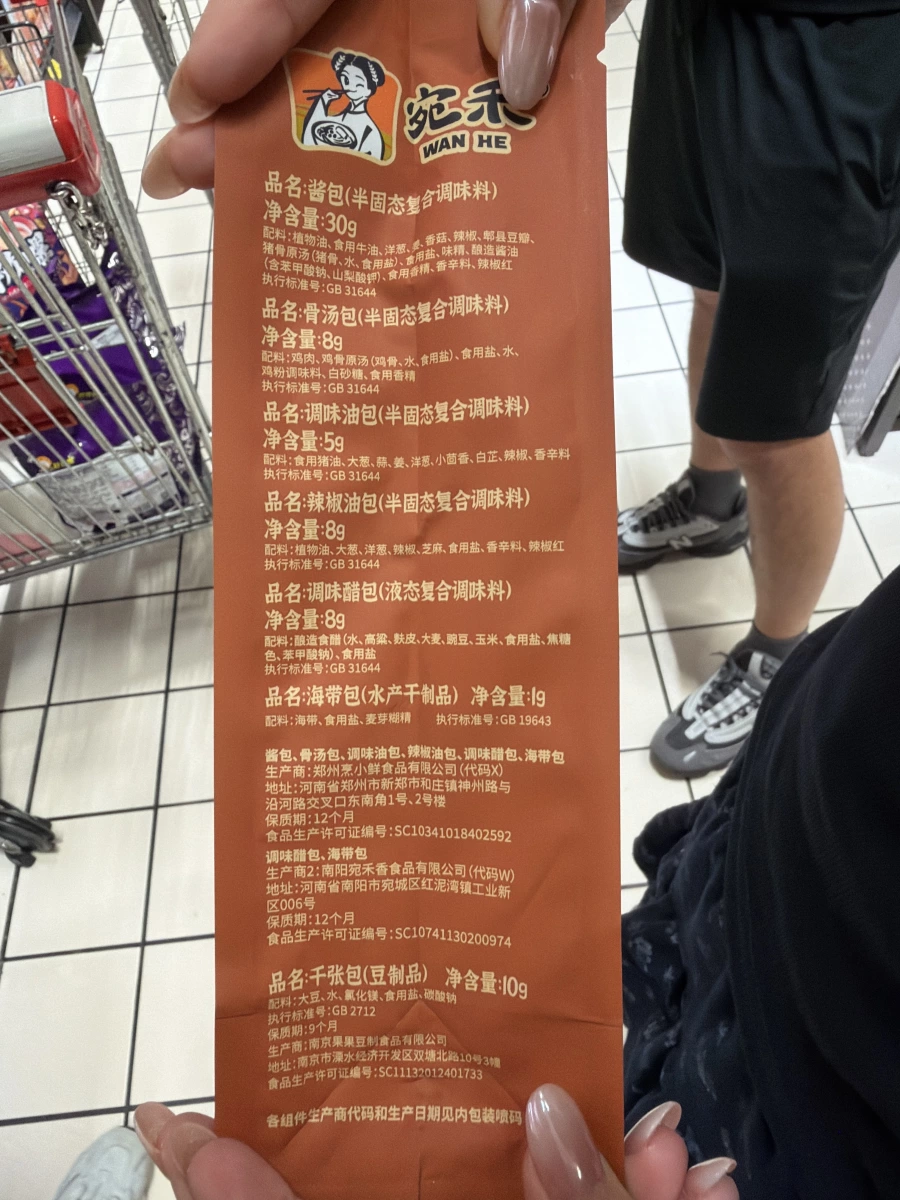 宛禾
WAN HE
品名:酱包(半固态复合调味料)
净含量:30g
配料:植物油、食用牛油、洋葱、姜、香菇、辣椒、郫县豆瓣、
猪骨原汤(猪骨、水、食用盐)、食用盐、味精、酿造酱油
(含苯甲酸钠、山梨酸钾)、食用香精、香辛料、辣椒红
执行标准号:GB 31644
品名:骨汤包(半固态复合调味料)
净含量:8g
配料:鸡肉、鸡骨原汤(鸡骨、水、食用盐)、食用盐、水、
鸡粉调味料、白砂糖、食用香精
执行标准号:GB 31644
品名:调味油包(半固态复合调味料)
净含量:5g
配料:食用猪油、大葱、蒜、姜、洋葱、小茴香、白芷、辣椒、香辛料
执行标准号:GB 31644
品名:辣椒油包(半固态复合调味料)
净含量:8g
配料:植物油、大葱、洋葱、辣椒、芝麻、食用盐、香辛料、辣椒红
执行标准号:GB 31644
品名:调味醋包(液态复合调味料)
净含量:8g
配料:酿造食醋(水、高粱、麸皮、大麦、豌豆、玉米、食用盐、焦糖
色、苯甲酸钠)、食用盐
执行标准号:GB 31644
品名:海带包(水产干制品) 净含量:1g
配料:海带、食用盐、麦芽糊精 执行标准号:GB 19643
酱包、骨汤包、调味油包、辣椒油包、调味醋包、海带包
生产商:郑州烹小鲜食品有限公司(代码X)
地址:河南省郑州市新郑市和庄镇神州路与
沿河路交叉口东南角1号、2号楼
保质期:12个月
食品生产许可证编号:SC10341018402592
调味醋包、海带包
生产商2:南阳宛禾香食品有限公司(代码W)
地址:河南省南阳市宛城区红泥湾镇工业新
区006号
保质期:12个月
食品生产许可证编号:SC10741130200974
品名:千张包(豆制品) 净含量:10g
配料:大豆、水、氯化镁、食用盐、碳酸钠
执行标准号:GB 2712
保质期:9个月
生产商:南京果果豆制食品有限公司
地址:南京市溧水经济开发区双塘北路10号3幢
食品生产许可证编号:SC11132012401733
各组件生产商代码和生产日期见内包装喷码